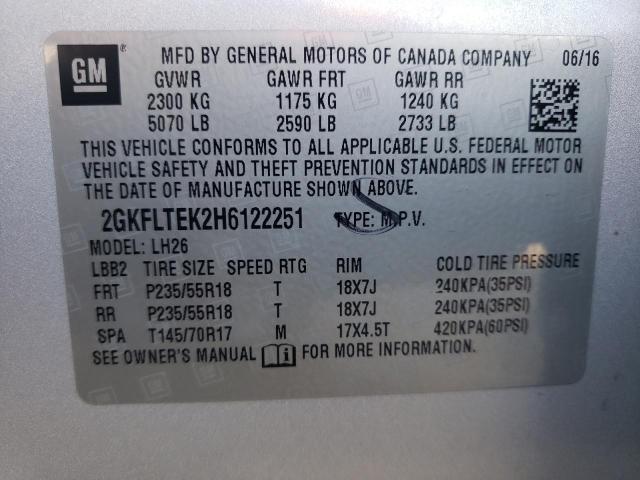 GM
MFD BY GENERAL MOTORS OF CANADA COMPANY 06/16
GVWR GAWR FRT GAWR RR
2300 KG 1175 KG 1240 KG
5070 LB 2590 LB 2733 LB
THIS VEHICLE CONFORMS TO ALL APPLICABLE U.S. FEDERAL MOTOR
VEHICLE SAFETY AND THEFT PREVENTION STANDARDS IN EFFECT ON
THE DATE OF MANUFACTURE SHOWN ABOVE.
2GKFLTEK2H6122251 TYPE: M.P.V.
MODEL: LH26
LBB2 TIRE SIZE SPEED RTG RIM COLD TIRE PRESSURE
FRT P235/55R18 T 18X7J 240KPA(35PSI)
RR P235/55R18 T 18X7J 240KPA(35PSI)
SPA T145/70R17 M 17X4.5T 420KPA(60PSI)
SEE OWNER'S MANUAL FOR MORE INFORMATION.